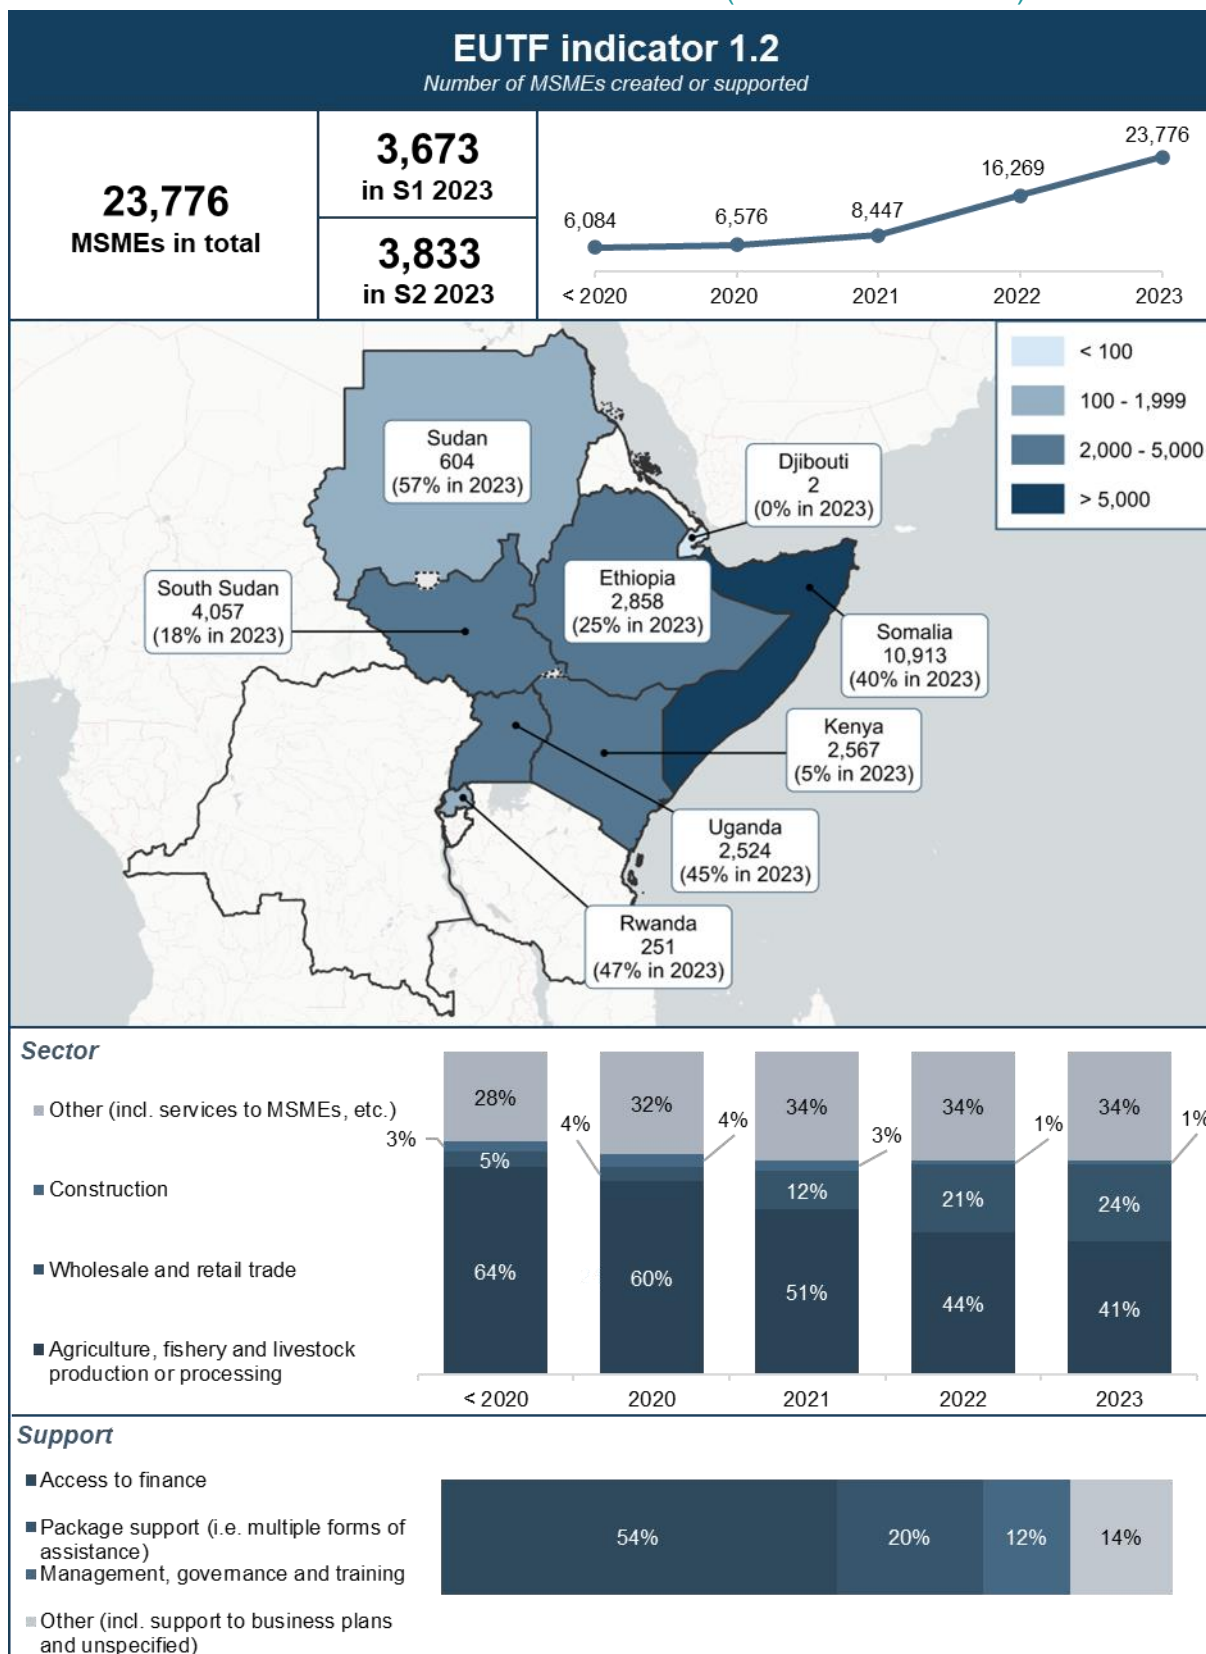 EUTF indicator 1.2
Number of MSMEs created or supported
23,776
MSMEs in total
3,673
in S1 2023
3,833
in S2 2023
6,084
6,576
8,447
16,269
23,776
< 2020
2020
2021
2022
2023
< 100
100 - 1,999
2,000 - 5,000
> 5,000
Sudan
604
(57% in 2023)
Djibouti
2
(0% in 2023)
South Sudan
4,057
(18% in 2023)
Ethiopia
2,858
(25% in 2023)
Somalia
10,913
(40% in 2023)
Kenya
2,567
(5% in 2023)
Uganda
2,524
(45% in 2023)
Rwanda
251
(47% in 2023)
Sector
Other (incl. services to MSMEs, etc.)
Construction
Wholesale and retail trade
Agriculture, fishery and livestock
production or processing
28%
3%
5%
64%
32%
4%
4%
60%
34%
3%
12%
51%
34%
1%
21%
44%
34%
1%
24%
41%
< 2020
2020
2021
2022
2023
Support
Access to finance
Package support (i.e. multiple forms of
assistance)
Management, governance and training
Other (incl. support to business plans
and unspecified)
54%
20%
12%
14%